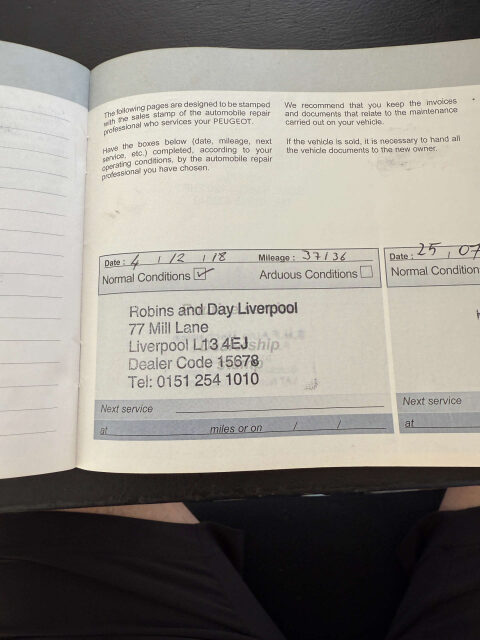 The following pages are designed to be stamped
with the sales stamp of the automobile repair
professional who services your PEUGEOT.
Have the boxes below (date, mileage, next
service, etc.) completed, according to your
operating conditions, by the automobile repair
professional you have chosen.
We recommend that you keep the invoices
and documents that relate to the maintenance
carried out on your vehicle.
If the vehicle is sold, it is necessary to hand all
the vehicle documents to the new owner.
Date : 4 / 12 / 18 Mileage : 37136
Normal Conditions Arduous Conditions
Robins and Day Liverpool
77 Mill Lane
Liverpool L13 4EJ
Dealer Code 15678
Tel: 0151 254 1010
Next service
at miles or on / /
Date : 25 / 07
Normal Condition
Next service
at